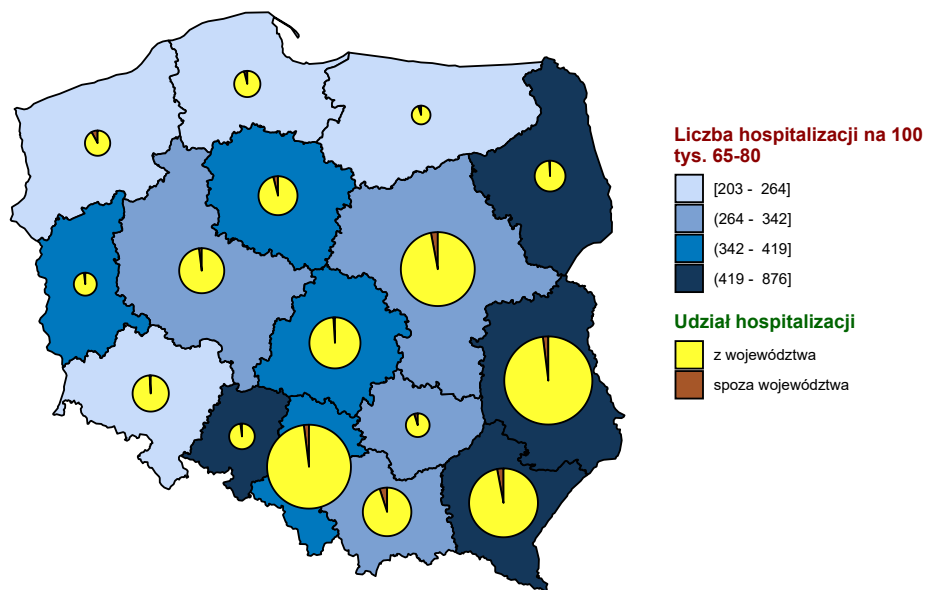 Liczba hospitalizacji na 100
tys. 65-80
[203 - 264]
(264 - 342]
(342 - 419]
(419 - 876]
Udział hospitalizacji
z województwa
spoza województwa